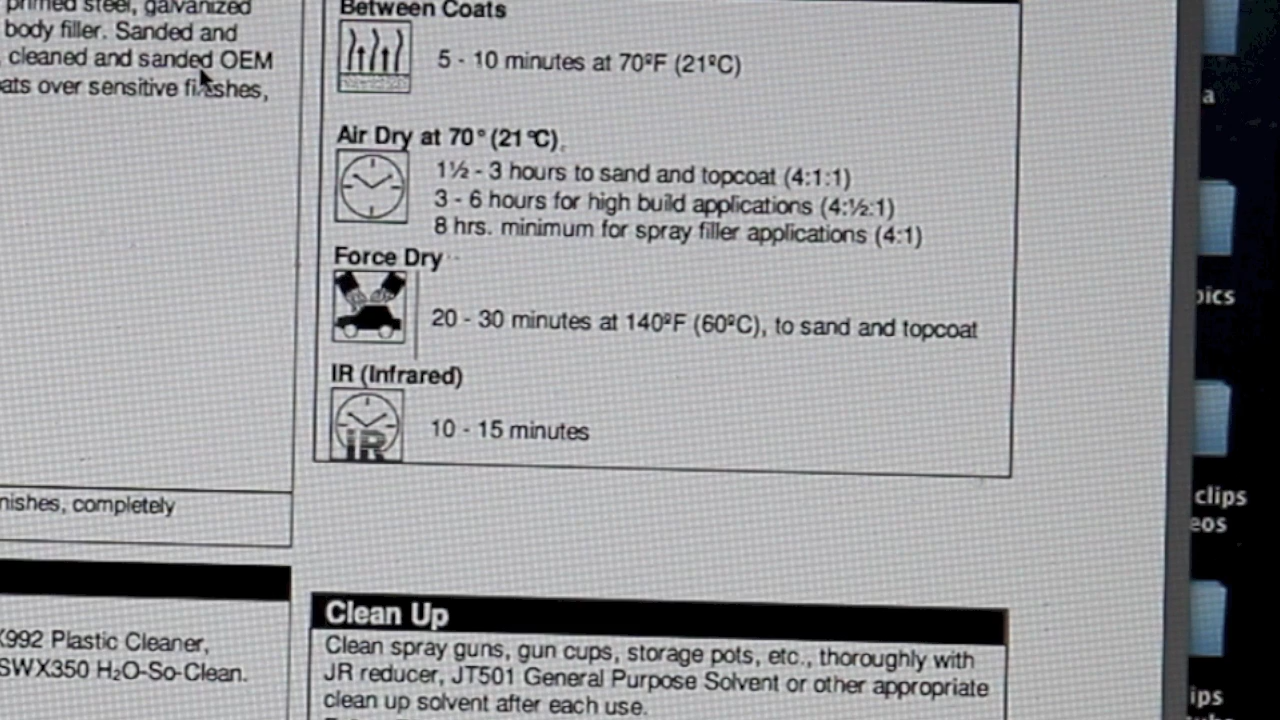 primed steel, galvanized
body filler. Sanded and
cleaned and sanded OEM
ats over sensitive finishes,
nishes, completely
992 Plastic Cleaner,
SWX350 H₂O-So-Clean.
Between Coats
5 - 10 minutes at 70ºF (21ºC)
Air Dry at 70° (21℃).
1½ - 3 hours to sand and topcoat (4:1:1)
3 - 6 hours for high build applications (4:½:1)
8 hrs. minimum for spray filler applications (4:1)
Force Dry
20 - 30 minutes at 140ºF (60ºC), to sand and topcoat
IR (Infrared)
IR
10 - 15 minutes
Clean Up
Clean spray guns, gun cups, storage pots, etc., thoroughly with
JR reducer, JT501 General Purpose Solvent or other appropriate
clean up solvent after each use.
a
pics
clips
eos
ips